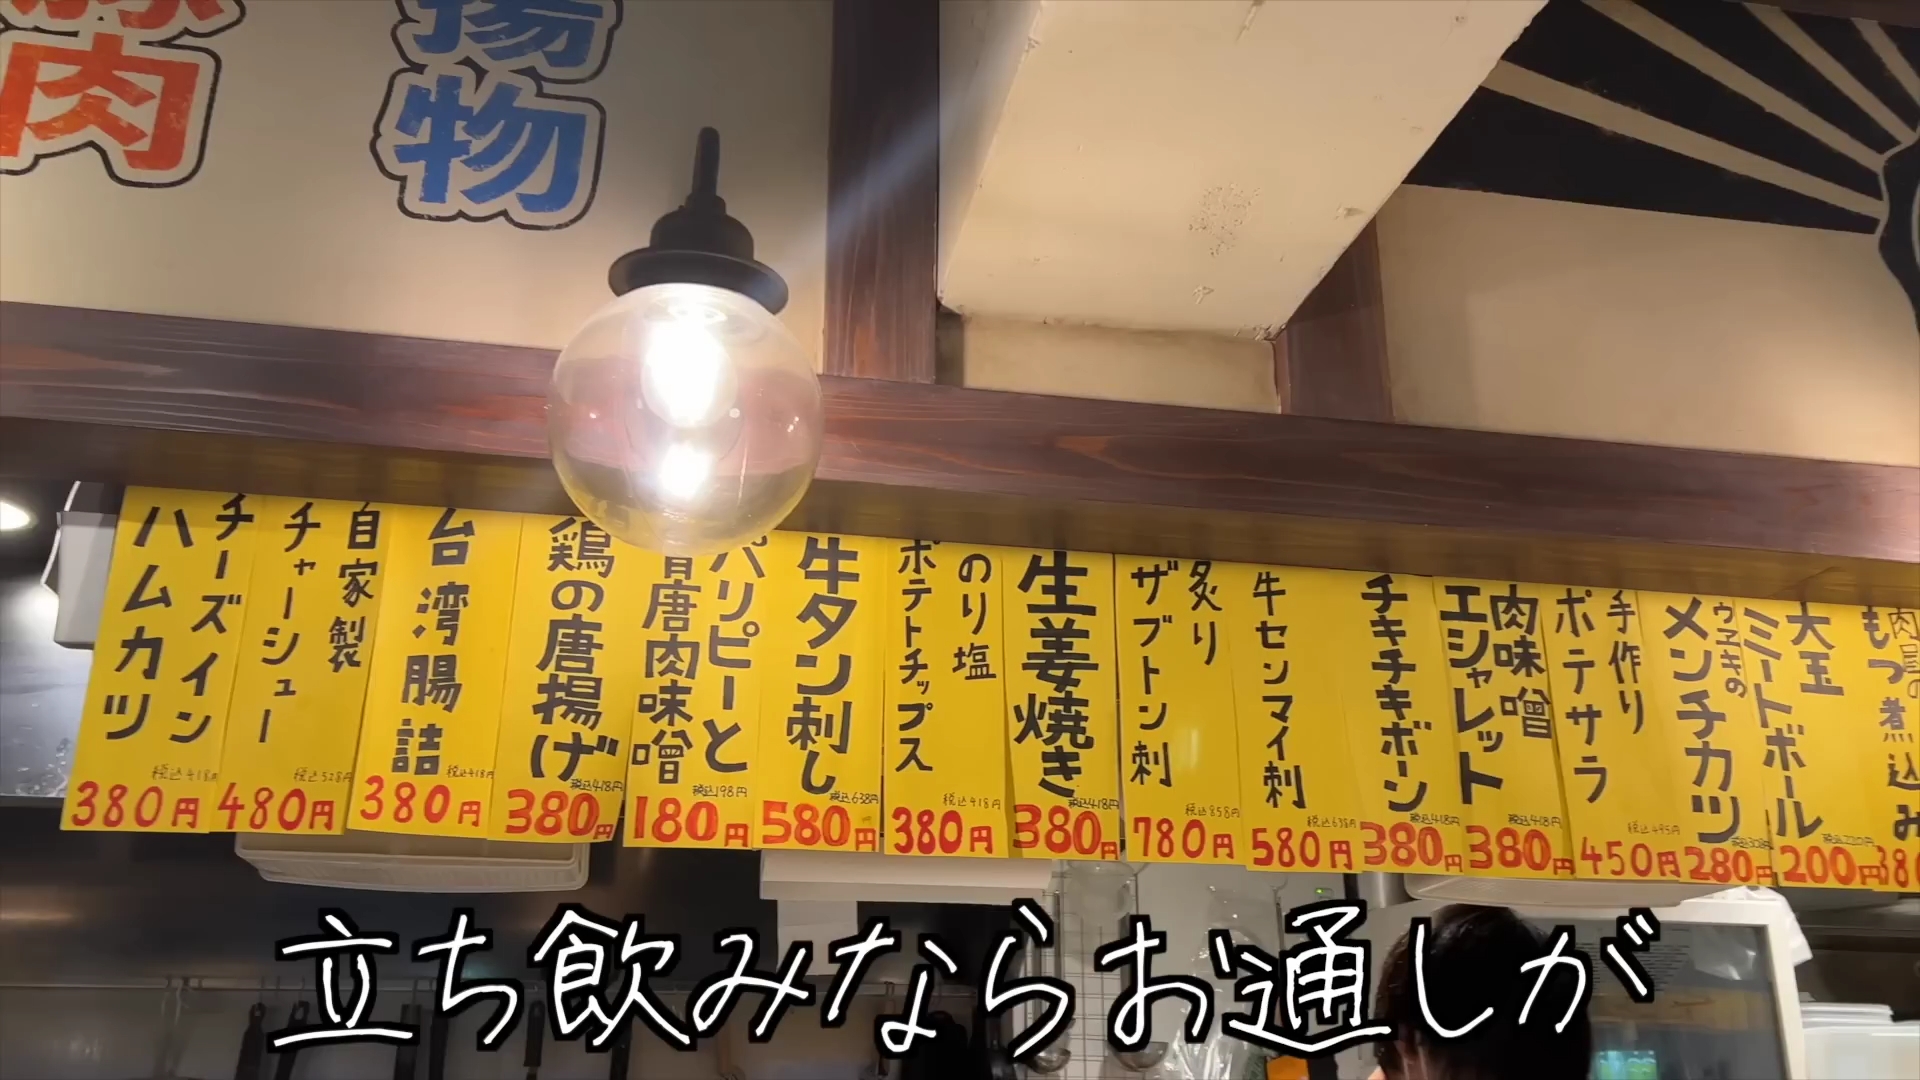 豚肉
揚物
チーズイン
ハムカツ
税込418円
380円
自家製
チャーシュー
税込528円
480円
台湾腸詰
税込418円
380円
鶏の唐揚げ
税込418円
380円
パリピーと
青唐肉味噌
税込198円
180円
牛タン刺し
税込638円
580円
のり塩
ポテトチップス
税込418円
380円
生姜焼き
税込418円
380円
炙り
ザブトン刺
税込858円
780円
牛センマイ刺
税込638円
580円
チキチキボーン
税込418円
380円
肉味噌
エシャレット
税込418円
380円
手作り
ポテサラ
税込495円
450円
ウヱキの
メンチカツ
税込308円
280円
大玉
ミートボール
税込220円
200円
肉屋の
もつ煮込み
380
立ち飲みならお通しが